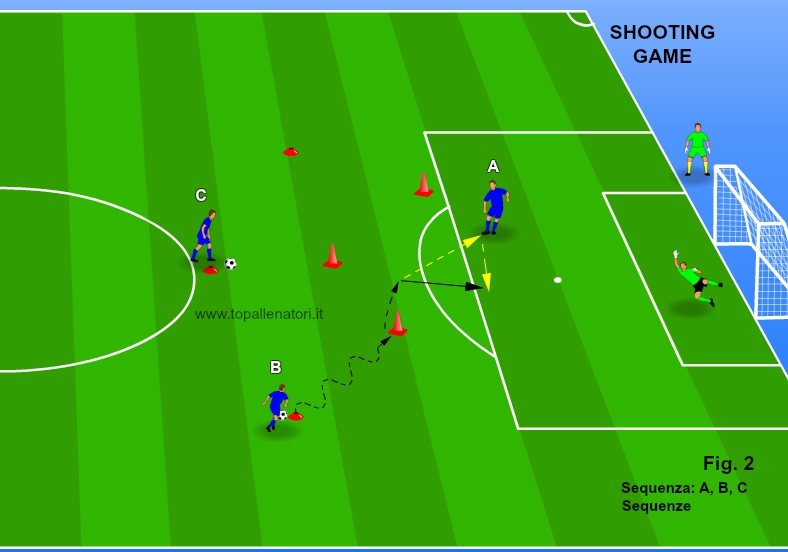 SHOOTING
GAME
A
C
www.topallenatori.it
B
Fig. 2
Sequenza: A, B, C
Sequenze